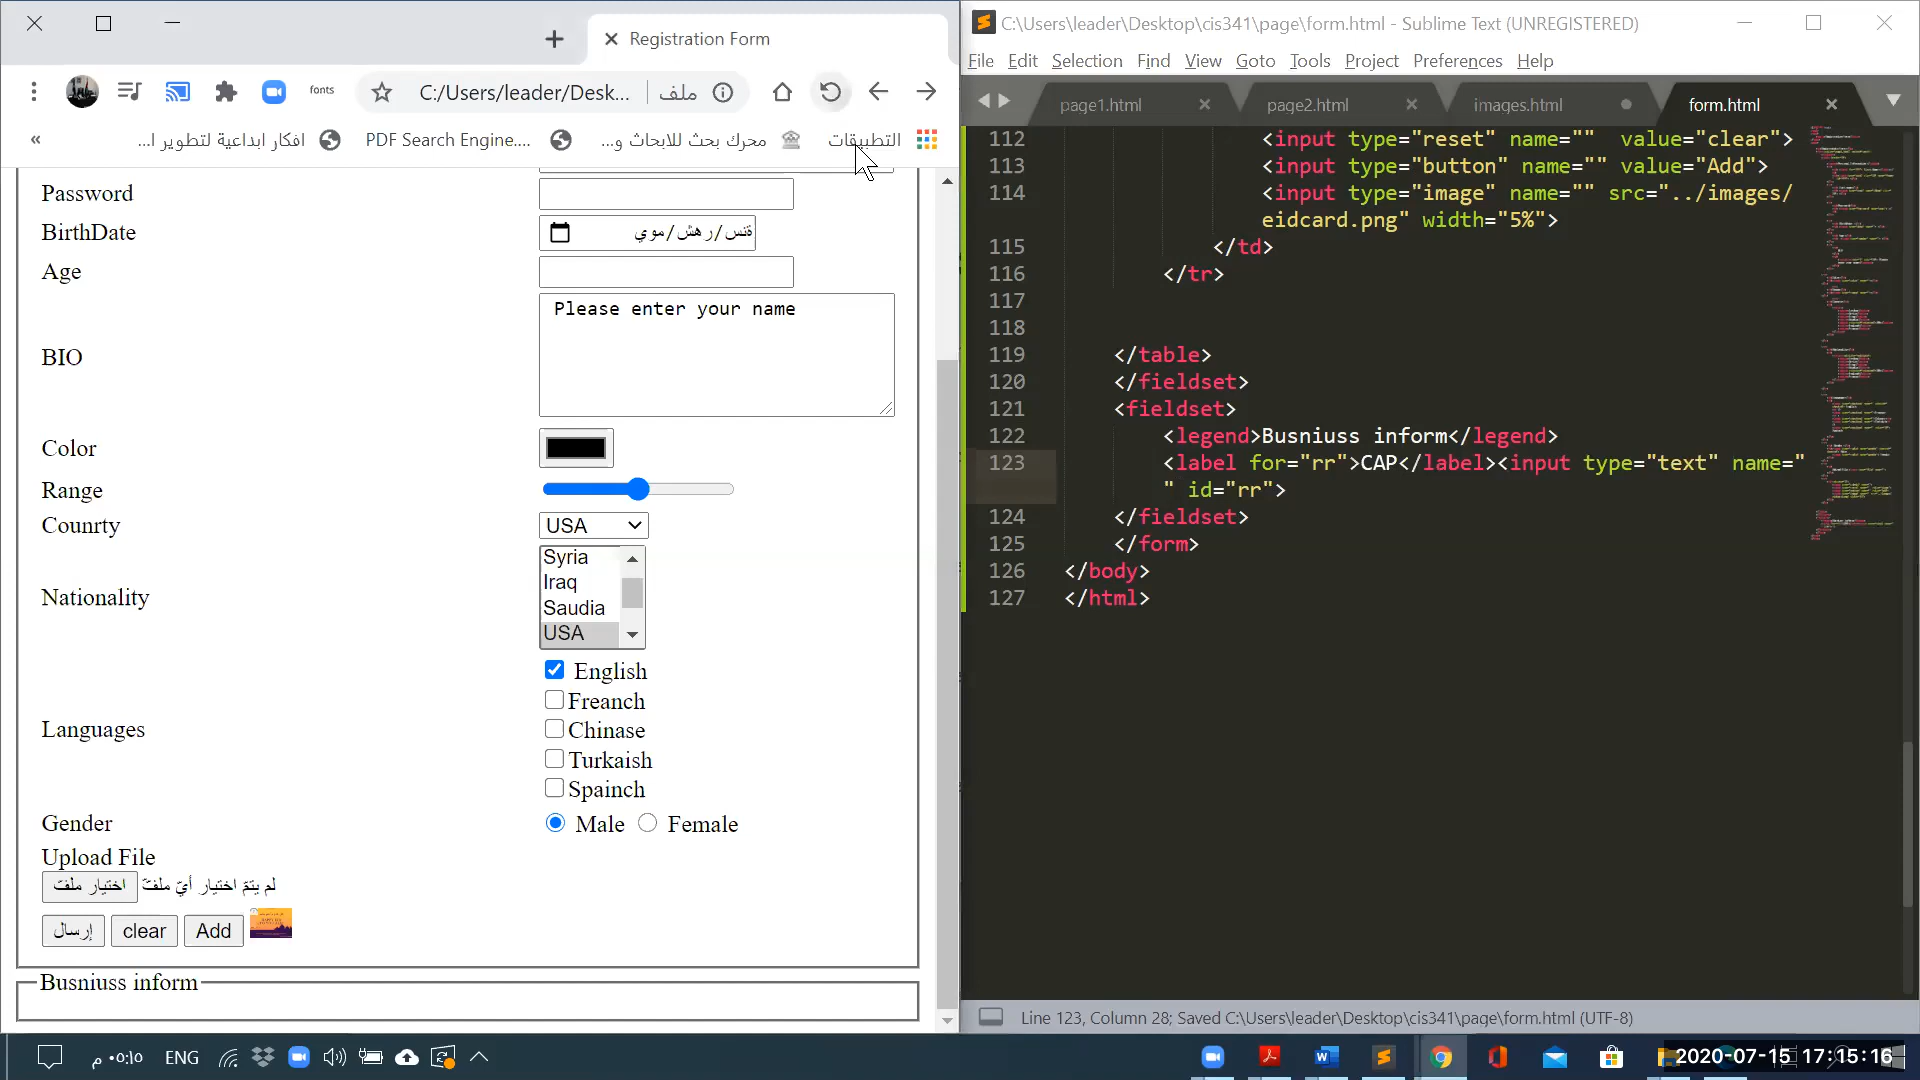 Registration Form
fonts
C:/Users/leader/Desk...
ملف
افكار ابداعية لتطوير ا...
PDF Search Engine....
محرك بحث للابحاث و...
التطبيقات
Password
BirthDate
ةنس/رهش/موي
Age
Please enter your name
BIO
Color
Range
Counrty
USA
Syria
Iraq
Saudia
USA
Nationality
English
Freanch
Chinase
Turkaish
Spainch
Languages
Gender
Male
Female
Upload File
اختيار ملفّ
لم يتمّ اختيار أيّ ملفّ
إرسال
clear
Add
Busniuss inform
C:\Users\leader\Desktop\cis341\page\form.html - Sublime Text (UNREGISTERED)
File Edit Selection Find View Goto Tools Project Preferences Help
page1.html
page2.html
images.html
form.html
112 <input type="reset" name="" value="clear">
113 <input type="button" name="" value="Add">
114 <input type="image" name="" src="../images/
eidcard.png" width="5%">
115 </td>
116 </tr>
117
118
119 </table>
120 </fieldset>
121 <fieldset>
122 <legend>Busniuss inform</legend>
123 <label for="rr">CAP</label><input type="text" name="
" id="rr">
124 </fieldset>
125 </form>
126 </body>
127 </html>
Line 123, Column 28; Saved C:\Users\leader\Desktop\cis341\page\form.html (UTF-8)
م ٠٥:١٥
ENG
2020-07-15 17:15:16